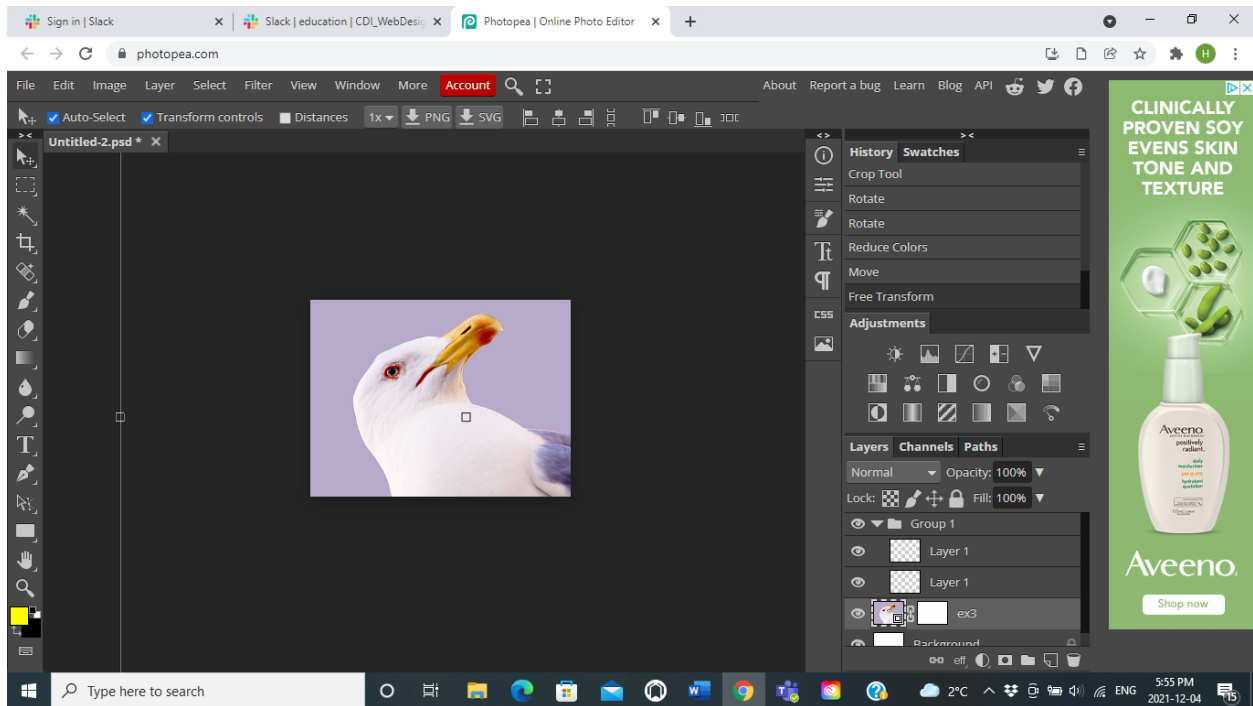 Sign in | Slack
Slack | education | CDI_WebDesig
Photopea | Online Photo Editor
photopea.com
H
File Edit Image Layer Select Filter View Window More Account
About Report a bug Learn Blog API
Auto-Select Transform controls Distances 1x PNG SVG
Untitled-2.psd *
History Swatches
Crop Tool
Rotate
Rotate
Reduce Colors
Move
Free Transform
CSS
Adjustments
Layers Channels Paths
Normal Opacity: 100%
Lock: Fill: 100%
Group 1
Layer 1
Layer 1
ex3
Background
eff
CLINICALLY
PROVEN SOY
EVENS SKIN
TONE AND
TEXTURE
Aveeno
positively
radiant.
daily
moisturizer
Aveeno.
Shop now
Type here to search
2°C
ENG
5:55 PM
2021-12-04
15